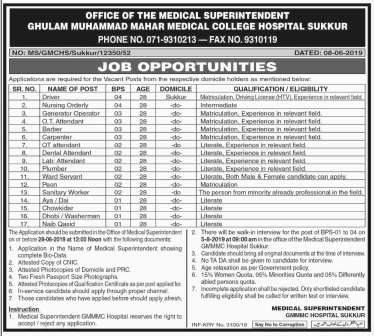 OFFICE OF THE MEDICAL SUPERINTENDENT
GHULAM MUHAMMAD MAHAR MEDICAL COLLEGE HOSPITAL SUKKUR
PHONE NO. 071-9310213 — FAX NO. 9310119
NO: MS/GMCHS/Sukkur/12350/52 DATED: 08-06-2019
JOB OPPORTUNITIES
Applications are required for the Vacant Posts from the respective domicile holders as mentioned below:
SR. NO. NAME OF POST BPS AGE DOMICILE QUALIFICATION / ELIGIBILITY
1. Driver 04 28 Sukkur Matriculation, Driving License (HTV), Experience in relevant field.
2. Nursing Orderly 04 28 -do- Intermediate
3. Generator Operator 03 28 -do- Matriculation, Experience in relevant field.
4. O.T. Attendant 03 28 -do- Matriculation, Experience in relevant field.
5. Barber 03 28 -do- Matriculation, Experience in relevant field.
6. Carpenter 03 28 -do- Matriculation, Experience in relevant field.
7. OT attendant 02 28 -do- Literate, Experience in relevant field.
8. Dental Attendant 02 28 -do- Literate, Experience in relevant field.
9. Lab: Attendant 02 28 -do- Literate, Experience in relevant field.
10. Plumber 02 28 -do- Literate, Experience in relevant field.
11. Ward Servant 02 28 -do- Literate, Both Male & Female candidate can apply.
12. Peon 02 28 -do- Matriculation
13. Sanitary Worker 02 28 -do- The person from minority already professional in the field.
14. Aya / Dai 01 28 -do- Literate
15. Chowkidar 01 28 -do- Literate
16. Dhobi / Washerman 01 28 -do- Literate
17. Naib Qasid 01 28 -do- Literate
The Application should be submitted in the Office of Medical Superintendent
on or before 28-06-2019 at 12:00 Noon with the following documents:
1. Application in the Name of Medical Superintendent showing
complete Bio-Data.
2. Attested Copy of CNIC.
3. Attested Photocopies of Domicile and PRC.
4. Two Fresh Passport Size Photographs.
5. Attested Photocopies of Qualification Certificate as per post applied for.
6. In-service candidate should apply through proper channel.
7. Those candidates who have applied before should apply afresh.
Instruction
1. Medical Superintendent GMMMC Hospital reserves the right to
accept / reject any application.
2. There will be walk-in interview for the post of BPS-01 to 04 on
5-8-2019 at 09:00 am in the office of the Medical Superintendent
GMMMC Hospital Sukkur.
3. Candidate should bring all original documents at the time of interview.
4. No TA DA shall be given to candidate for interview.
5. Age relaxation as per Government policy.
6. 15% Women Quota, 05% Minorities Quota and 05% Differently
abled persons quota.
7. Incomplete application shall be rejected. Only shortlisted candidate
fulfilling eligibility shall be called for written test or interview.
MEDICAL SUPERINTENDENT
GMMMC HOSPITAL SUKKUR
INF-KRY No. 3100/19 Say No to Corruption